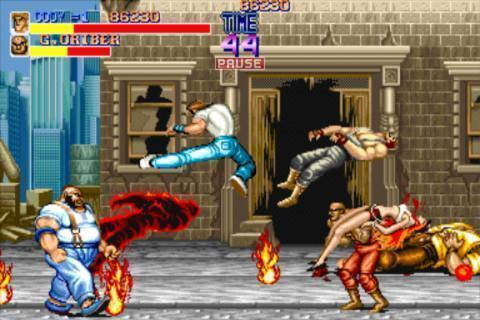 CODY =1 86230
86230
G.ORIBER
TIME
44
PAUSE